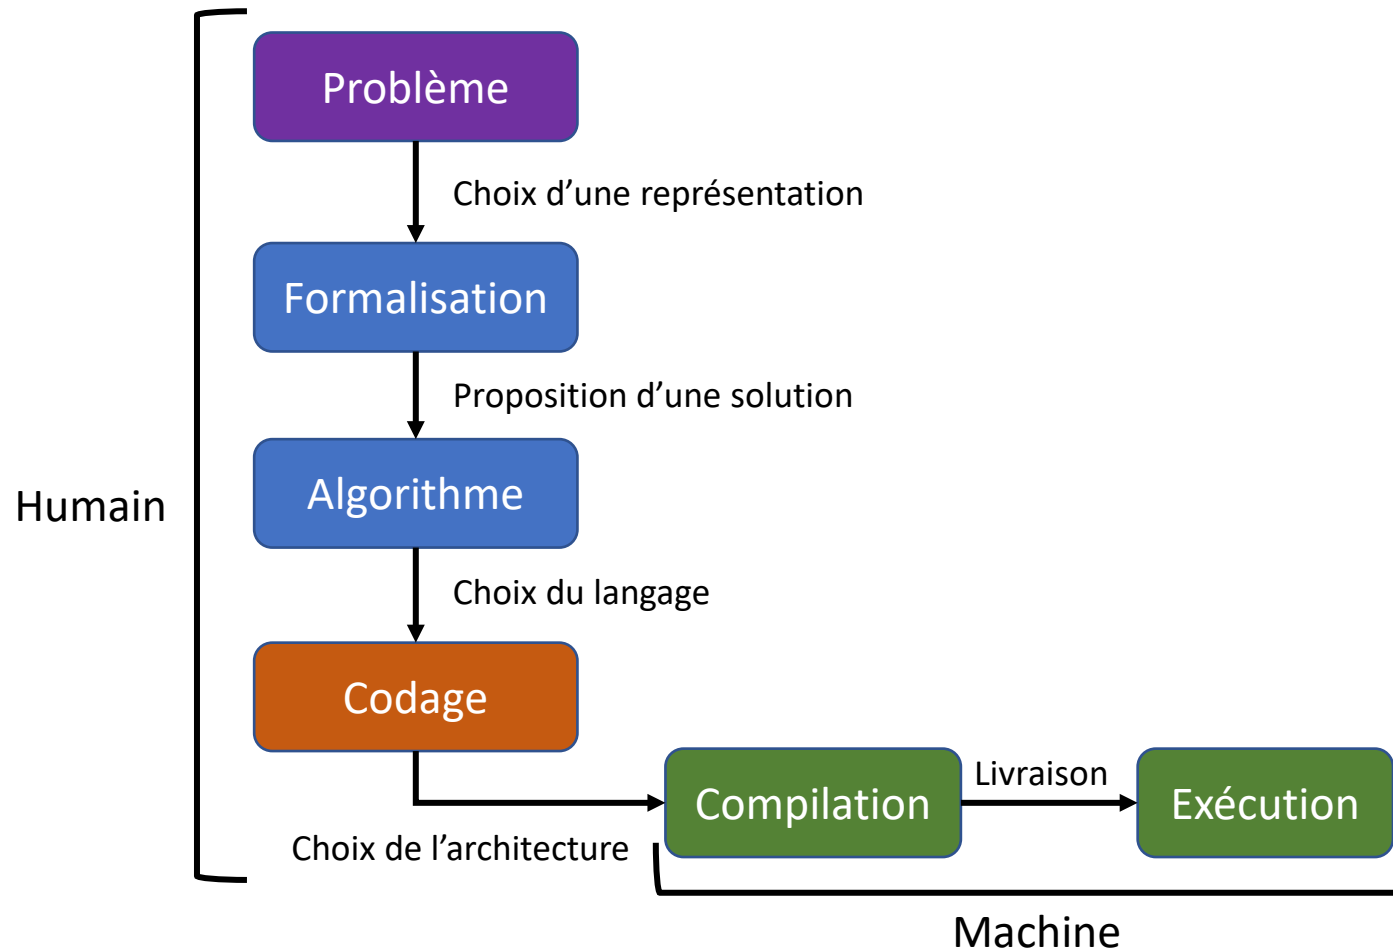 Problème
Choix d’une représentation
Formalisation
Proposition d’une solution
Algorithme
Humain
Choix du langage
Codage
Livraison
Compilation
Exécution
Choix de l’architecture
Machine